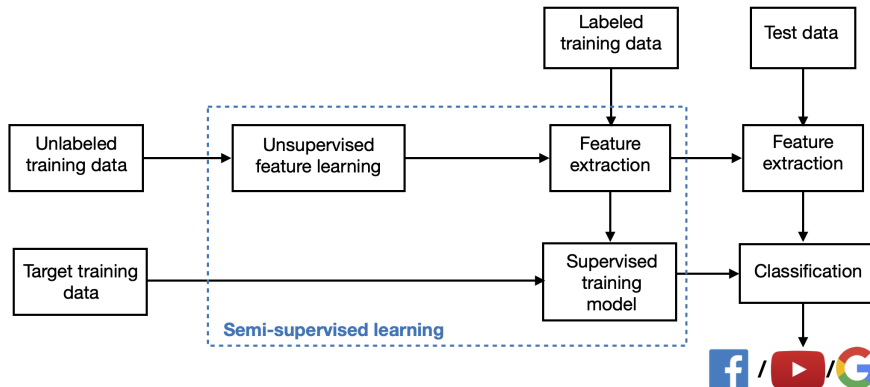 Labeled
training data
Test data
Unlabeled
training data
Unsupervised
feature learning
Feature
extraction
Feature
extraction
Target training
data
Supervised
training
model
Classification
Semi-supervised learning
/ /